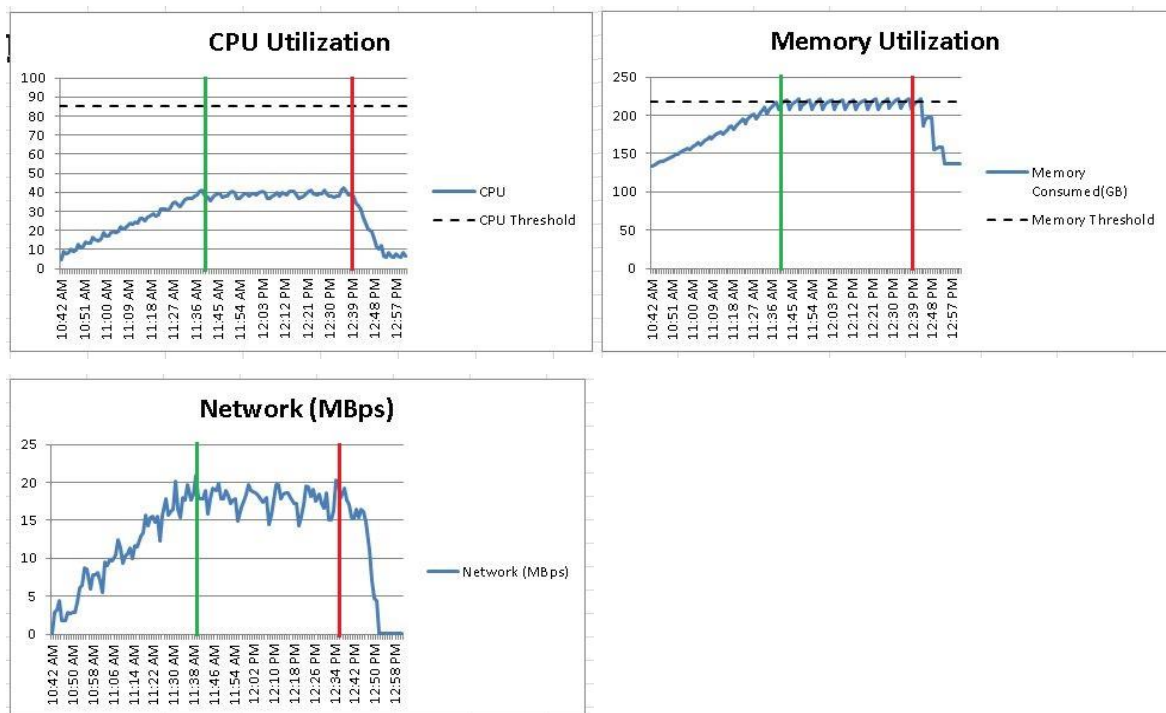 CPU Utilization
100
90
80
70
60
50
40
30
20
10
0
10:42 AM
10:51 AM
11:00 AM
11:09 AM
11:18 AM
11:27 AM
11:36 AM
11:45 AM
11:54 AM
12:03 PM
12:12 PM
12:21 PM
12:30 PM
12:39 PM
12:48 PM
12:57 PM
CPU
CPU Threshold
Memory Utilization
250
200
150
100
50
0
10:42 AM
10:51 AM
11:00 AM
11:09 AM
11:18 AM
11:27 AM
11:36 AM
11:45 AM
11:54 AM
12:03 PM
12:12 PM
12:21 PM
12:30 PM
12:39 PM
12:48 PM
12:57 PM
Memory
Consumed(GB)
Memory Threshold
Network (MBps)
25
20
15
10
5
0
10:42 AM
10:50 AM
10:58 AM
11:06 AM
11:14 AM
11:22 AM
11:30 AM
11:38 AM
11:46 AM
11:54 AM
12:02 PM
12:10 PM
12:18 PM
12:26 PM
12:34 PM
12:42 PM
12:50 PM
12:58 PM
Network (MBps)